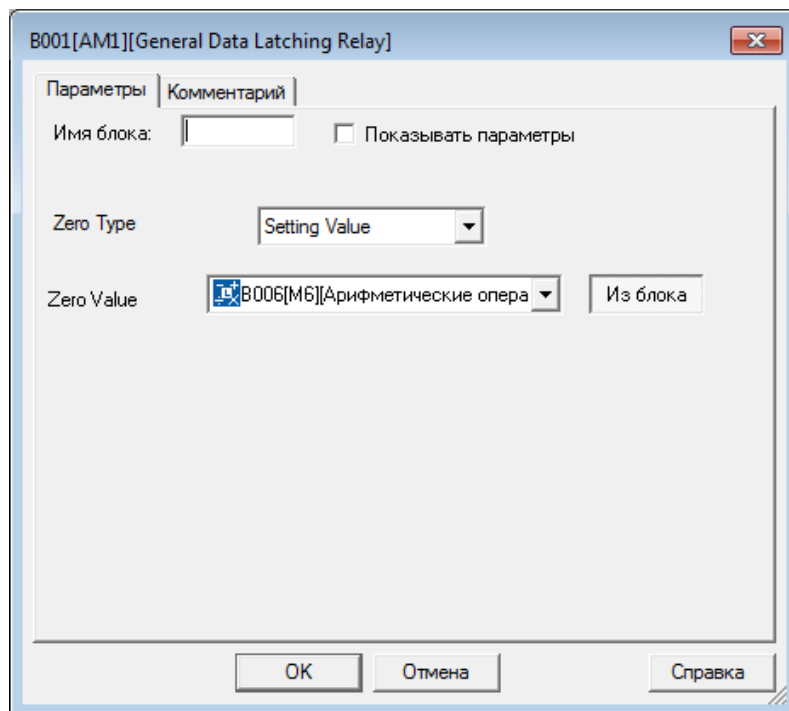 B001[AM1][General Data Latching Relay]
Параметры Комментарий
Имя блока: Показывать параметры
Zero Type Setting Value
Zero Value B006[M6][Арифметические опера Из блока
OK Отмена Справка